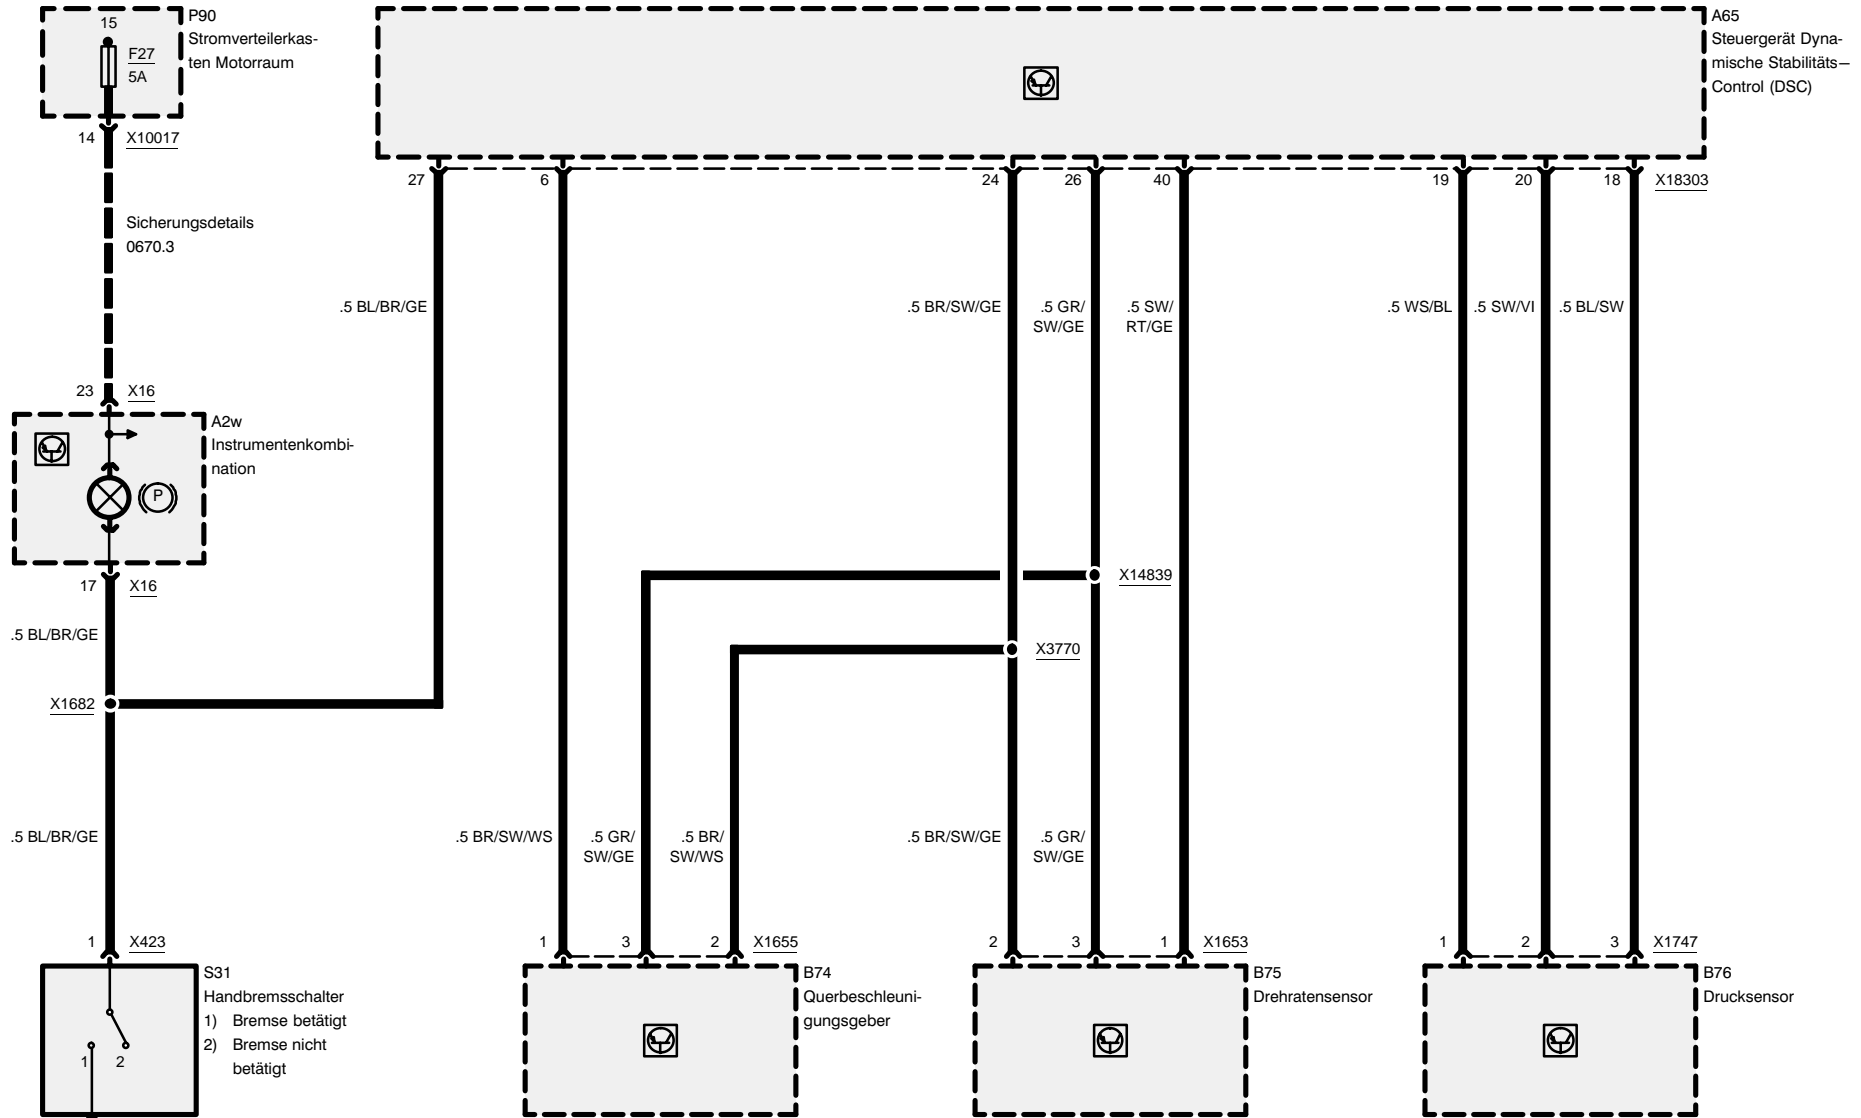 15
F27
5A
P90
Stromverteilerkas-
ten Motorraum
A65
Steuergerät Dyna-
mische Stabilitäts–
Control (DSC)
14 X10017
27 6 24 26 40 19 20 18 X18303
Sicherungsdetails
0670.3
.5 BL/BR/GE
.5 BR/SW/GE
.5 GR/
SW/GE
.5 SW/
RT/GE
.5 WS/BL
.5 SW/VI
.5 BL/SW
23 X16
A2w
Instrumentenkombi-
nation
P
17 X16
X14839
.5 BL/BR/GE
X3770
X1682
.5 BL/BR/GE
.5 BR/SW/WS
.5 GR/
SW/GE
.5 BR/
SW/WS
.5 BR/SW/GE
.5 GR/
SW/GE
1 X423
1 3 2 X1655
2 3 1 X1653
1 2 3 X1747
S31
Handbremsschalter
1) Bremse betätigt
2) Bremse nicht
betätigt
1 2
B74
Querbeschleuni-
gungsgeber
B75
Drehratensensor
B76
Drucksensor